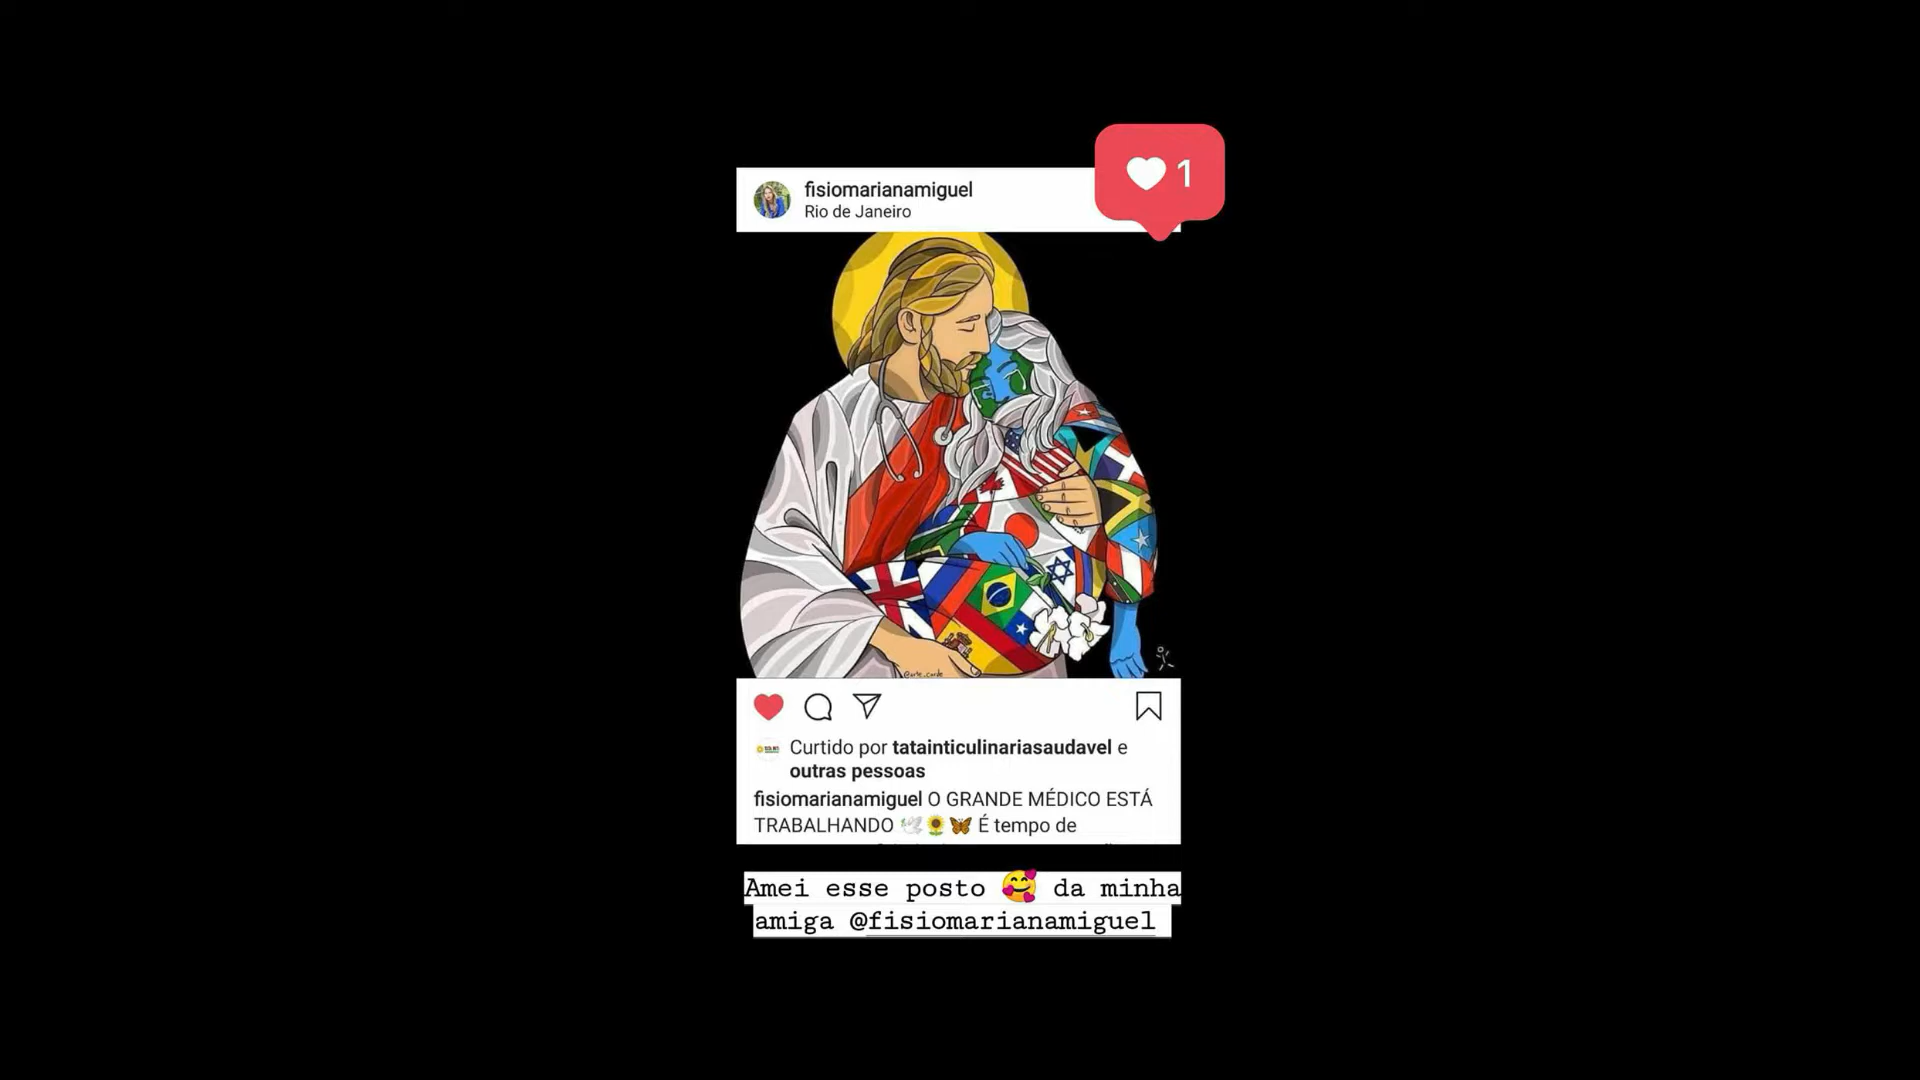 fisiomarianamiguel
Rio de Janeiro
1
@arte_cordo
Curtido por tatainticulinariasaudavel e
outras pessoas
fisiomarianamiguel O GRANDE MÉDICO ESTÁ
TRABALHANDO 🕊️🌻🦋 É tempo de
Amei esse posto 🥰 da minha
amiga @fisiomarianamiguel